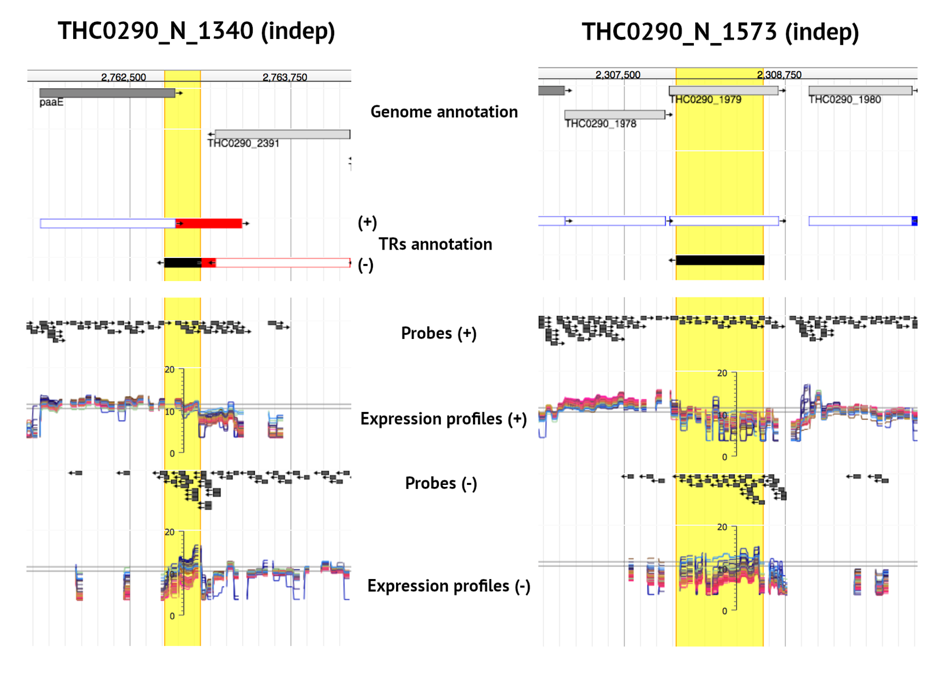 THC0290_N_1340 (indep)
THC0290_N_1573 (indep)
2,762,500
2,763,750
2,307,500
2,308,750
paaE
THC0290_2391
Genome annotation
THC0290_1979
THC0290_1980
THC0290_1978
(+)
TRs annotation
(-)
Probes (+)
20
10
0
Expression profiles (+)
20
10
0
Probes (-)
20
10
0
Expression profiles (-)
20
10
0